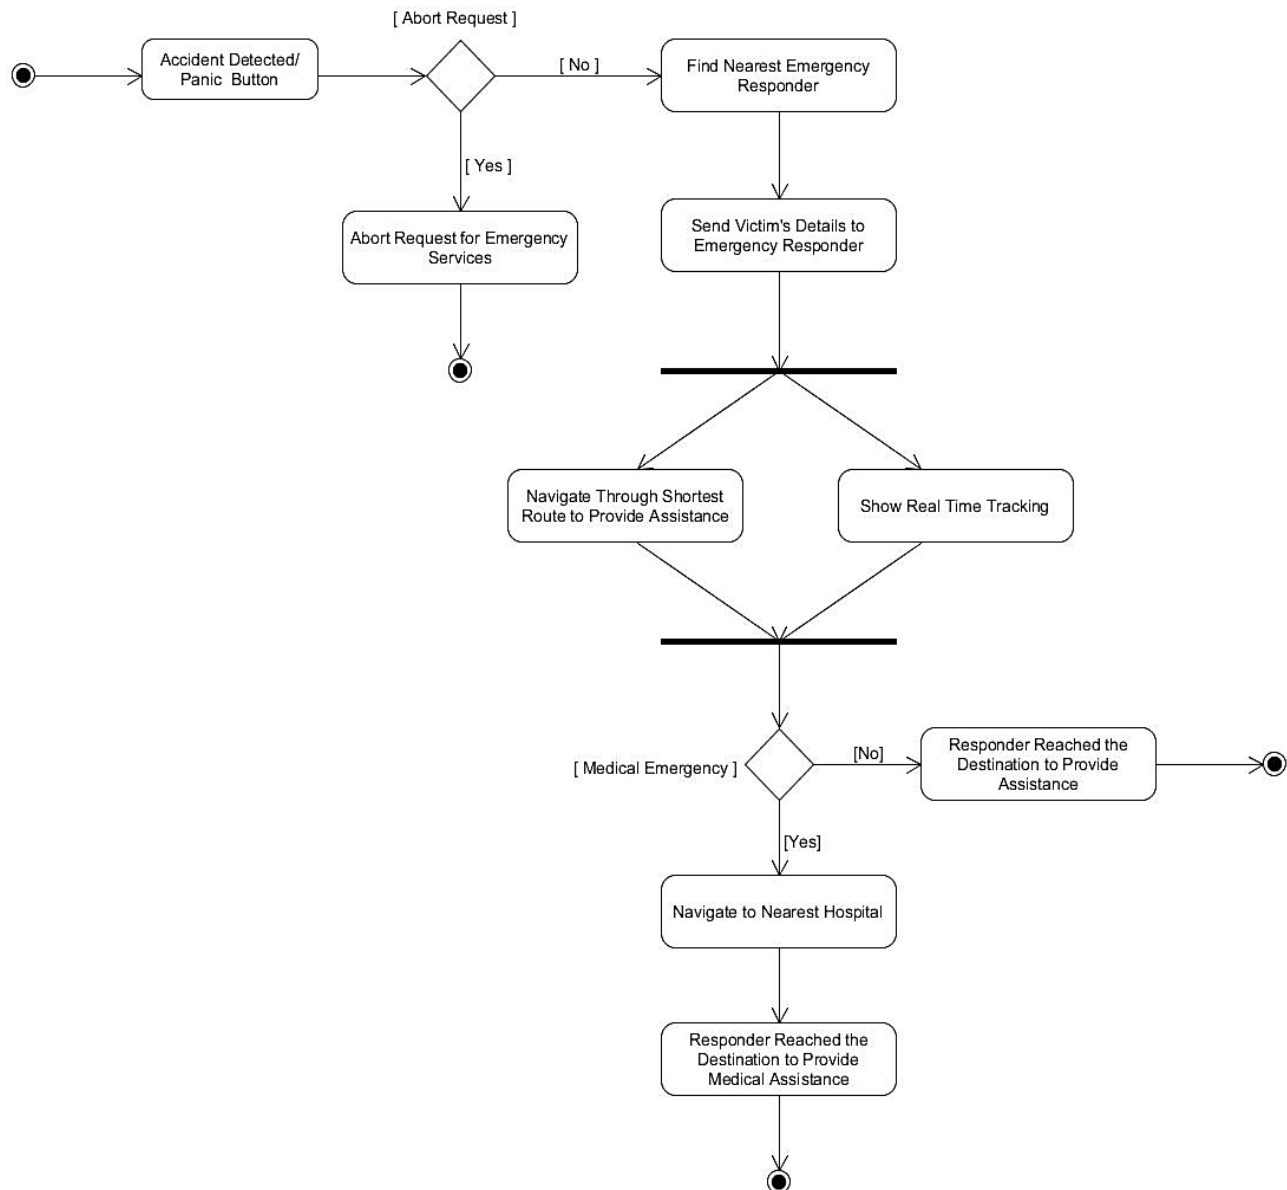 [ Abort Request ]
Accident Detected/
Panic Button
[ No ]
Find Nearest Emergency
Responder
[ Yes ]
Abort Request for Emergency
Services
Send Victim's Details to
Emergency Responder
Navigate Through Shortest
Route to Provide Assistance
Show Real Time Tracking
[ Medical Emergency ]
[No]
Responder Reached the
Destination to Provide
Assistance
[Yes]
Navigate to Nearest Hospital
Responder Reached the
Destination to Provide
Medical Assistance